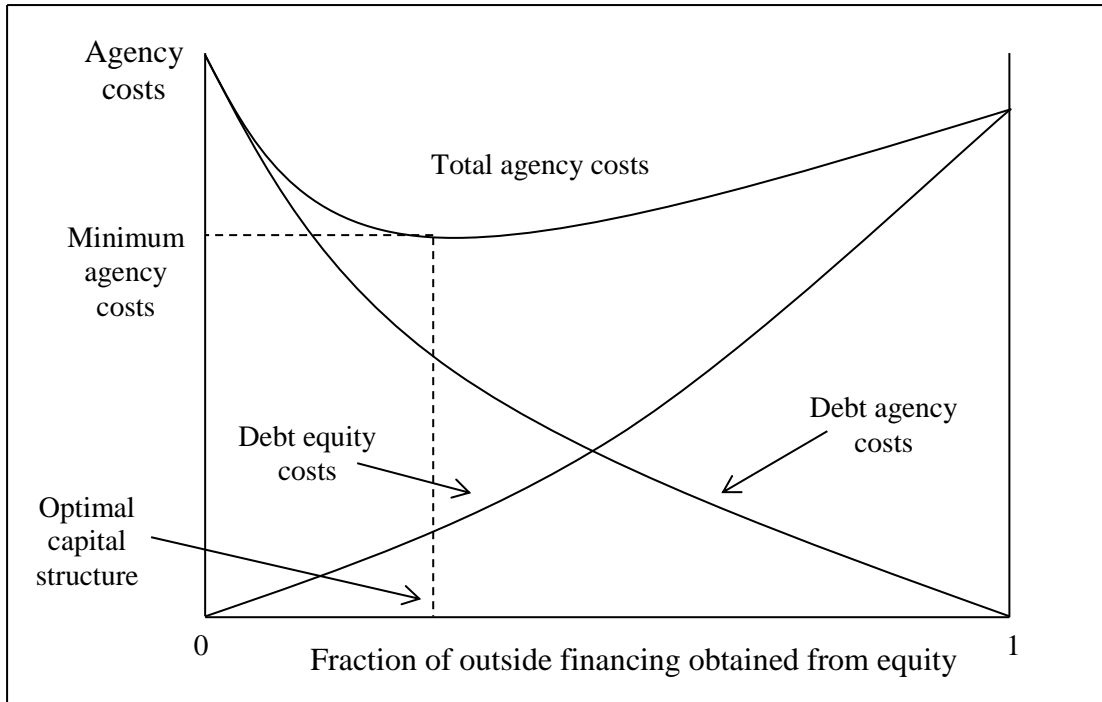 Agency
costs
Total agency costs
Minimum
agency
costs
Debt agency
costs
Debt equity
costs
Optimal
capital
structure
0
1
Fraction of outside financing obtained from equity